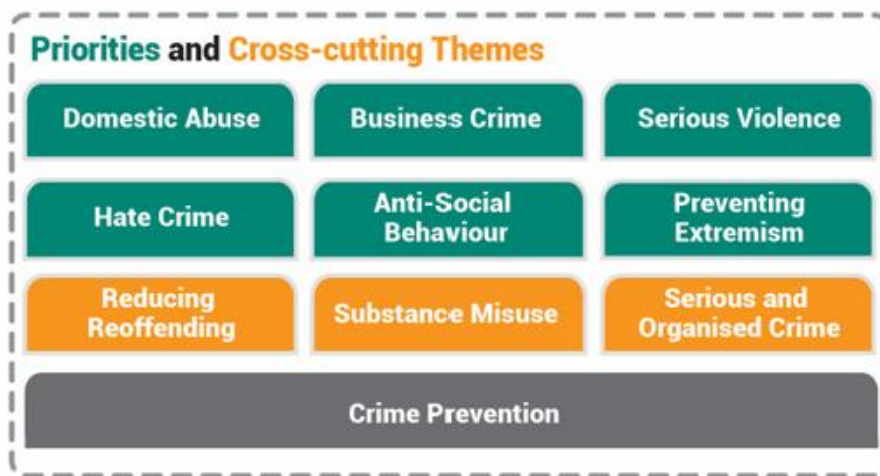 Priorities and Cross-cutting Themes
Domestic Abuse
Business Crime
Serious Violence
Hate Crime
Anti-Social
Behaviour
Preventing
Extremism
Reducing
Reoffending
Substance Misuse
Serious and
Organised Crime
Crime Prevention